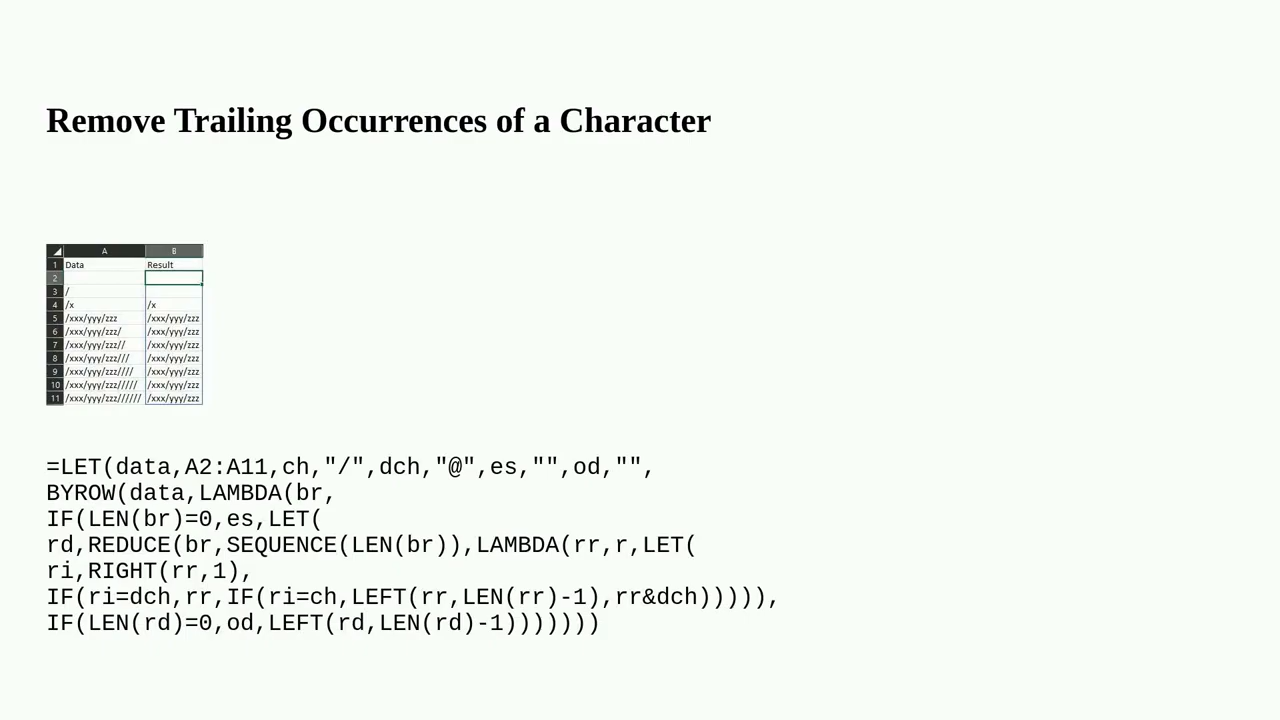 Remove Trailing Occurrences of a Character
A B
1 Data Result
2
3 /
4 /x /x
5 /xxx/yyy/zzz /xxx/yyy/zzz
6 /xxx/yyy/zzz/ /xxx/yyy/zzz
7 /xxx/yyy/zzz// /xxx/yyy/zzz
8 /xxx/yyy/zzz/// /xxx/yyy/zzz
9 /xxx/yyy/zzz//// /xxx/yyy/zzz
10 /xxx/yyy/zzz///// /xxx/yyy/zzz
11 /xxx/yyy/zzz////// /xxx/yyy/zzz
=LET(data,A2:A11,ch,"/",dch,"@",es,"",od,"",
BYROW(data,LAMBDA(br,
IF(LEN(br)=0,es,LET(
rd,REDUCE(br,SEQUENCE(LEN(br)),LAMBDA(rr,r,LET(
ri,RIGHT(rr,1),
IF(ri=dch,rr,IF(ri=ch,LEFT(rr,LEN(rr)-1),rr&dch))))),
IF(LEN(rd)=0,od,LEFT(rd,LEN(rd)-1)))))))